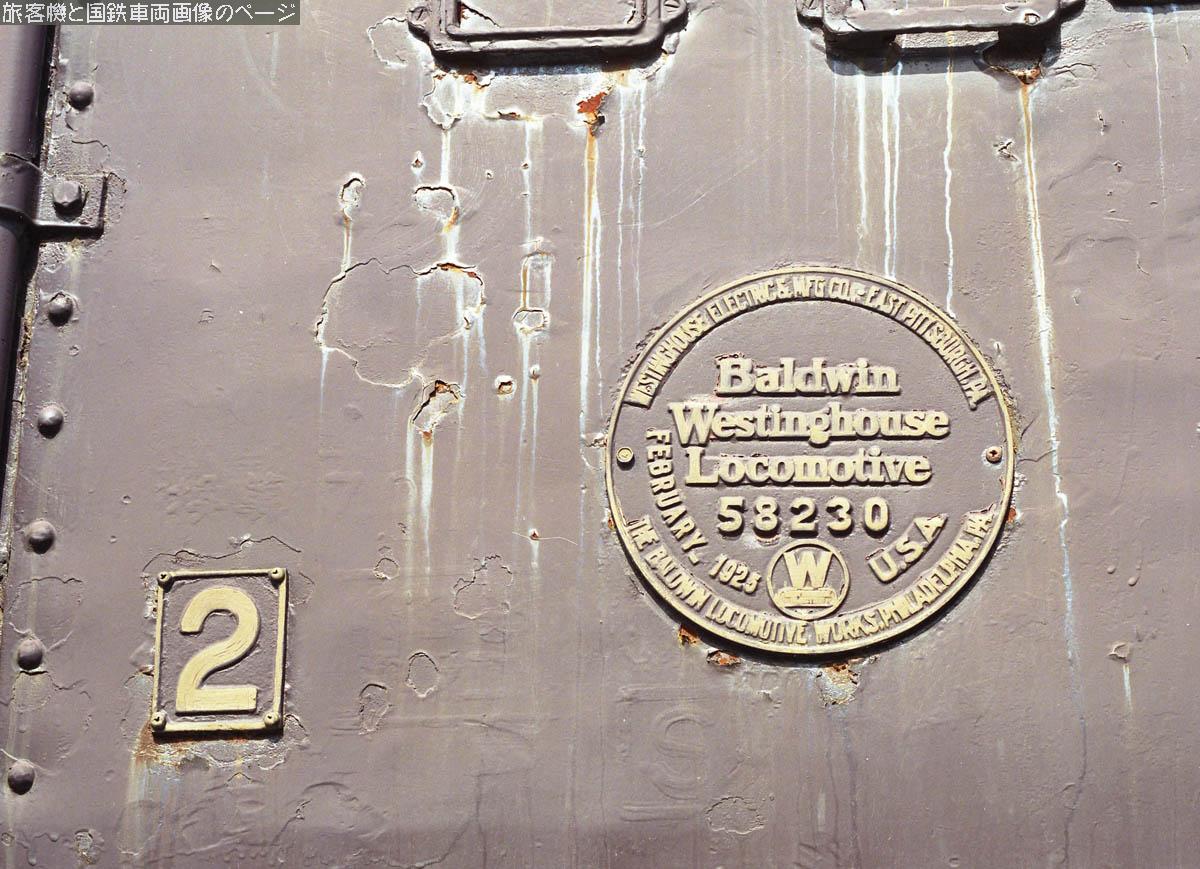 旅客機と国鉄車両画像のページ
WESTINGHOUSE ELECTRIC & MFG CO. EAST PITTSBURGH, PA.
Baldwin
Westinghouse
Locomotive
58230
FEBRUARY- 1925
U.S.A
W
THE BALDWIN LOCOMOTIVE WORKS, PHILADELPHIA, PA.
2
S